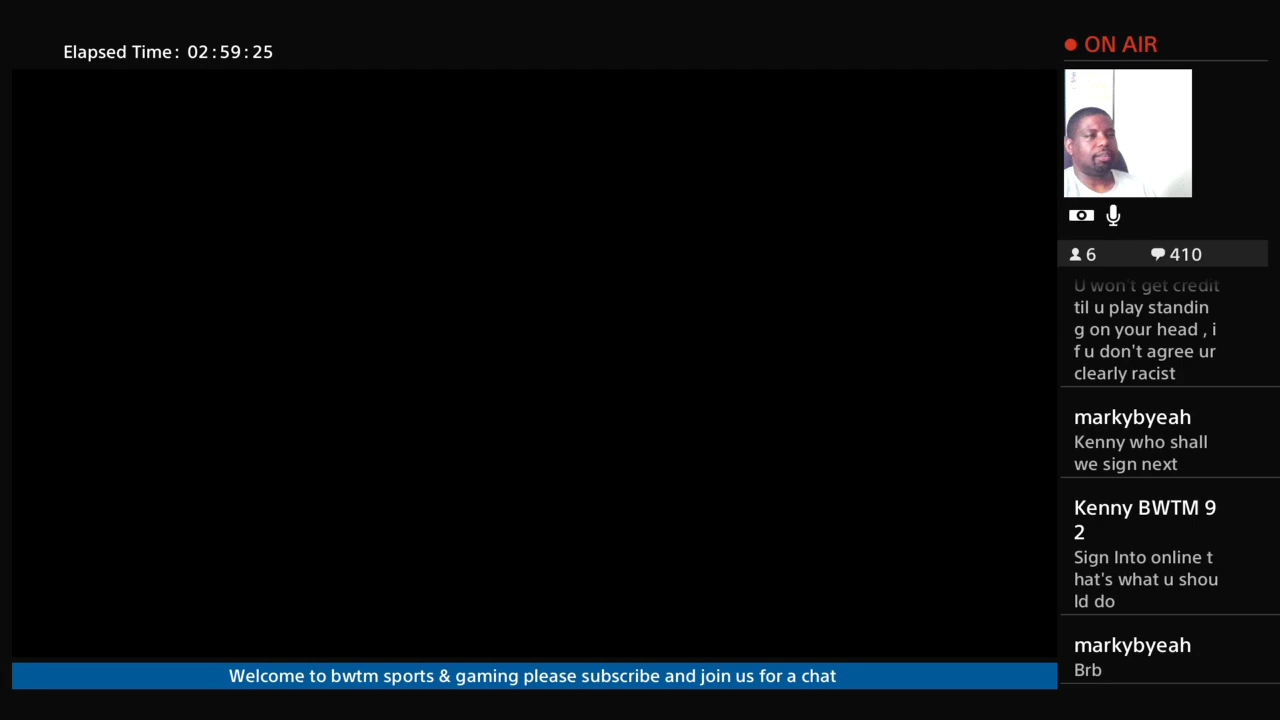 Elapsed Time: 02:59:25
ON AIR
6 410
U won't get credit
til u play standin
g on your head , i
f u don't agree ur
clearly racist
markybyeah
Kenny who shall
we sign next
Kenny BWTM 9
2
Sign Into online t
hat's what u shou
ld do
markybyeah
Brb
Welcome to bwtm sports & gaming please subscribe and join us for a chat